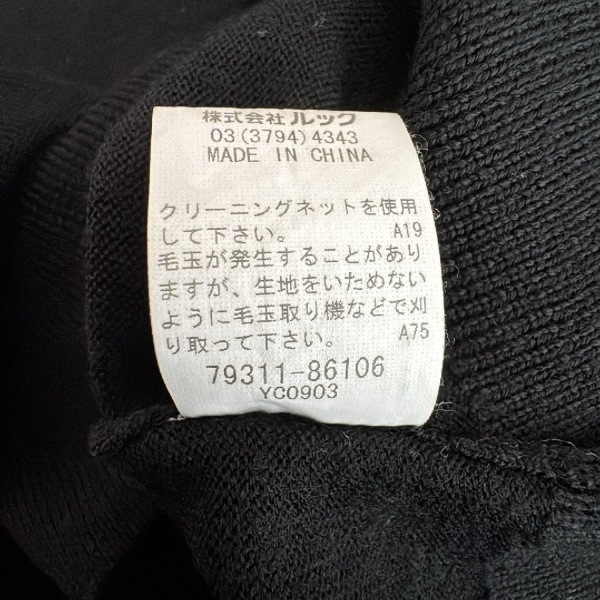 株式会社 ルック
03(3794)4343
MADE IN CHINA
クリーニングネットを使用
して下さい。 A19
毛玉が発生することがあり
ますが、生地をいためない
ように毛玉取り機などで刈
り取って下さい。 A75
79311-86106
YC0903